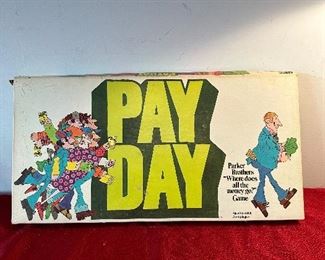 PAY
DAY
Parker
Brothers
"Where does
all the
money go?"
Game